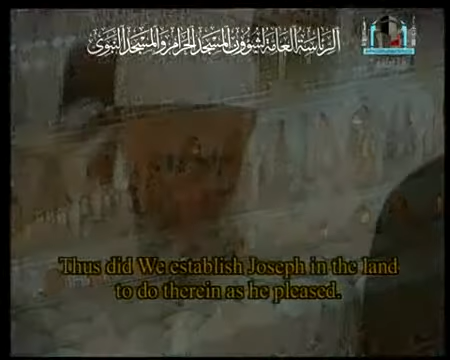 الرئاسة العامة لشؤون المسجد الحرام والمسجد النبوي
Thus did We establish Joseph in the land
to do therein as he pleased.